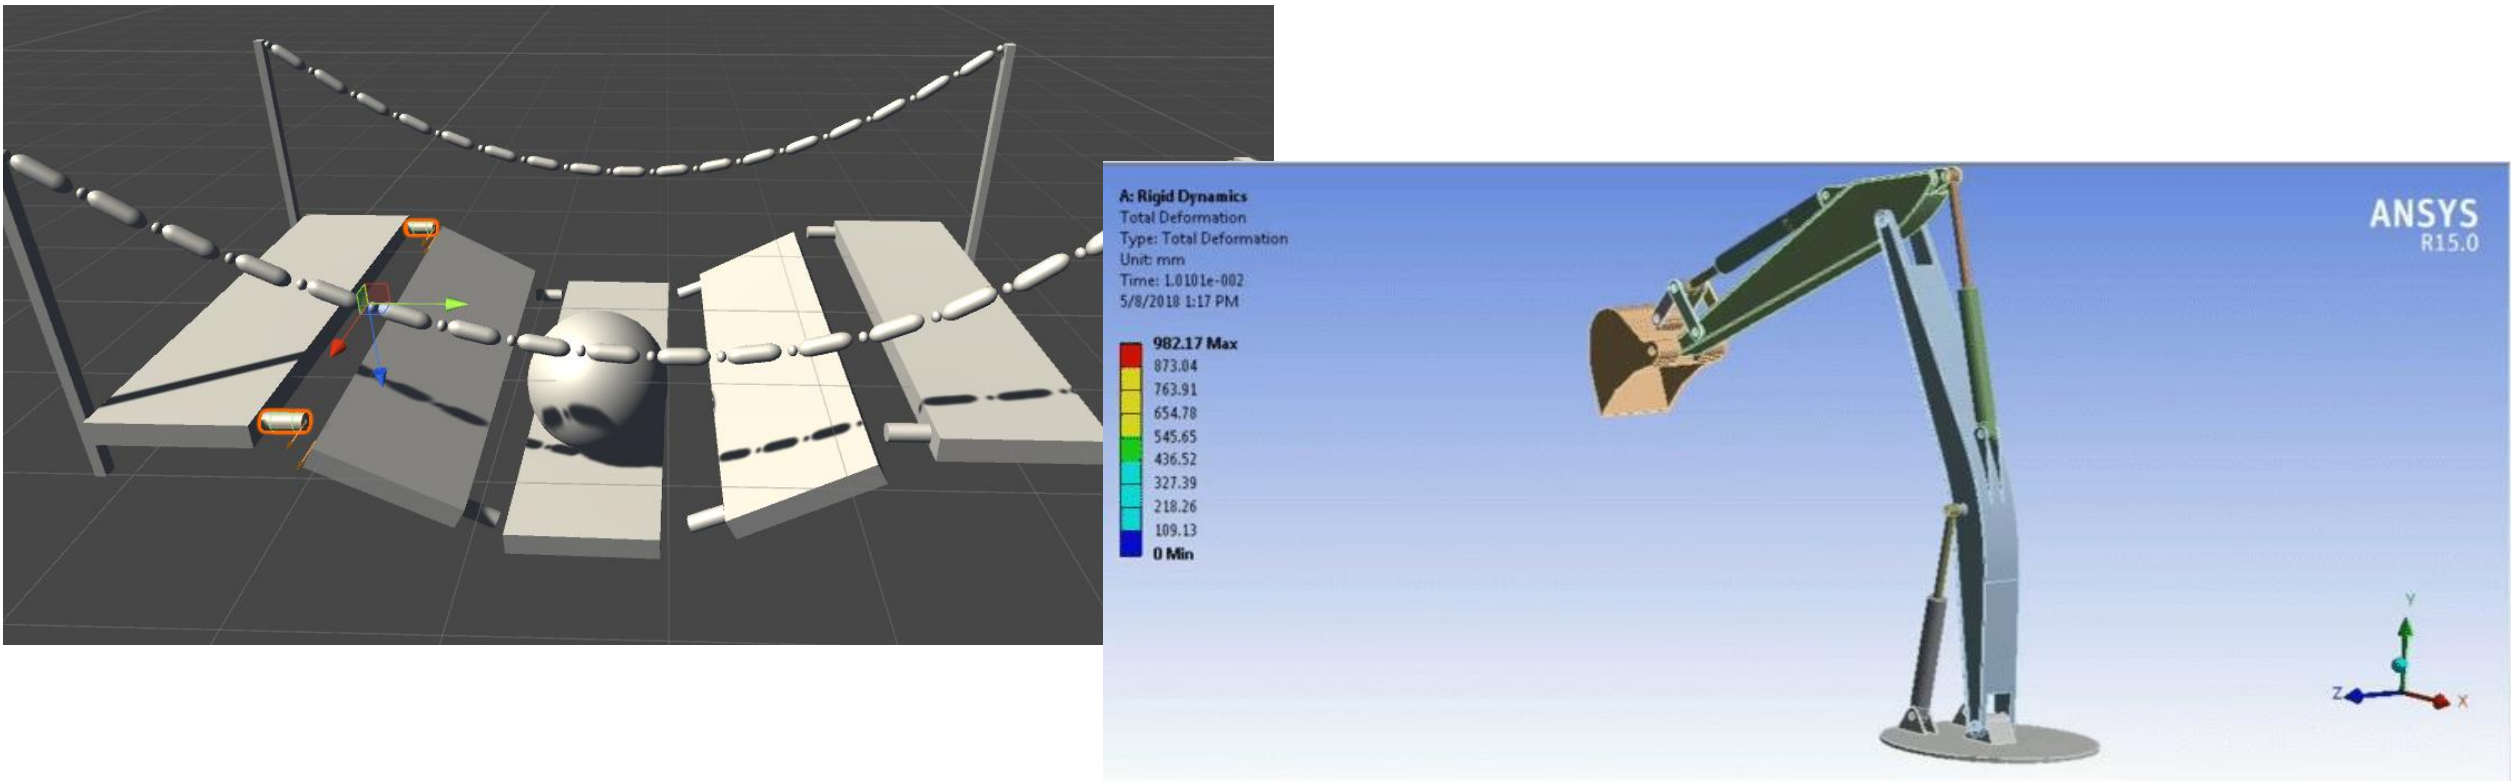 A: Rigid Dynamics
Total Deformation
Type: Total Deformation
Unit: mm
Time: 1.0101e-002
5/8/2018 1:17 PM
982.17 Max
873.04
763.91
654.78
545.65
436.52
327.39
218.26
109.13
0 Min
ANSYS
R15.0
Y
Z
X